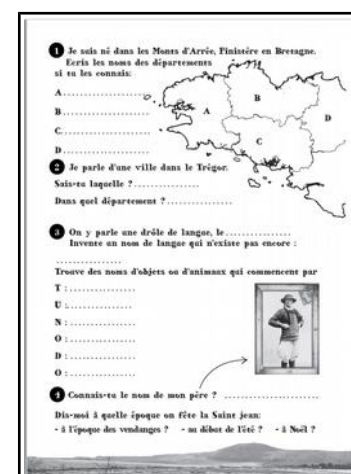 1 Je suis né dans les Monts d'Arrée, Finistère en Bretagne.
Ecris les noms des départements
si tu les connais:
A......................
B......................
C......................
D......................
A
B
C
D
2 Je parle d'une ville dans le Trégor.
Sais-tu laquelle ?................
Dans quel département ?................
3 On y parle une drôle de langue, le................
Invente un nom de langue qui n'existe pas encore :
................
Trouve des noms d'objets ou d'animaux qui commencent par
T :................
U :................
N :................
O :................
D :................
O :................
4 Connais-tu le nom de mon père ? ......................
Dis-moi à quelle époque on fête la Saint jean:
- à l'époque des vendanges ? - au début de l'été ? - à Noël ?